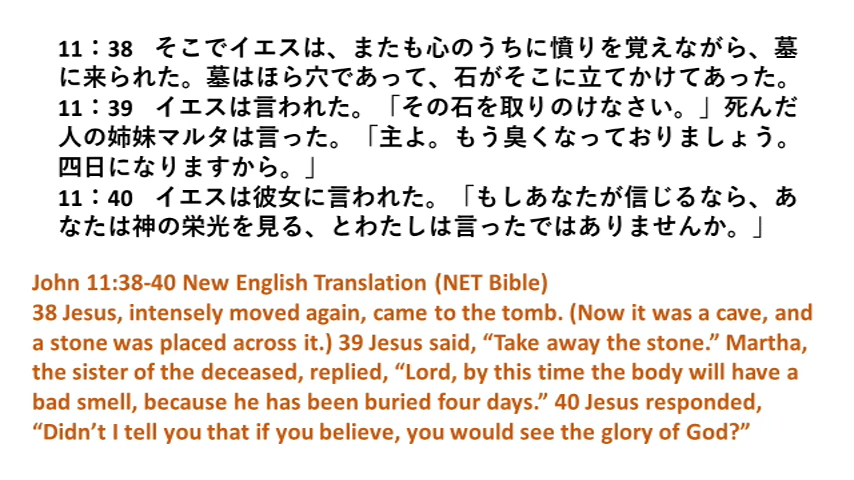 11：38　そこでイエスは、またも心のうちに憤りを覚えながら、墓
に来られた。墓はほら穴であって、石がそこに立てかけてあった。
11：39　イエスは言われた。「その石を取りのけなさい。」死んだ
人の姉妹マルタは言った。「主よ。もう臭くなっておりましょう。
四日になりますから。」
11：40　イエスは彼女に言われた。「もしあなたが信じるなら、あ
なたは神の栄光を見る、とわたしは言ったではありませんか。」
John 11:38-40 New English Translation (NET Bible)
38 Jesus, intensely moved again, came to the tomb. (Now it was a cave, and
a stone was placed across it.) 39 Jesus said, “Take away the stone.” Martha,
the sister of the deceased, replied, “Lord, by this time the body will have a
bad smell, because he has been buried four days.” 40 Jesus responded,
“Didn’t I tell you that if you believe, you would see the glory of God?”